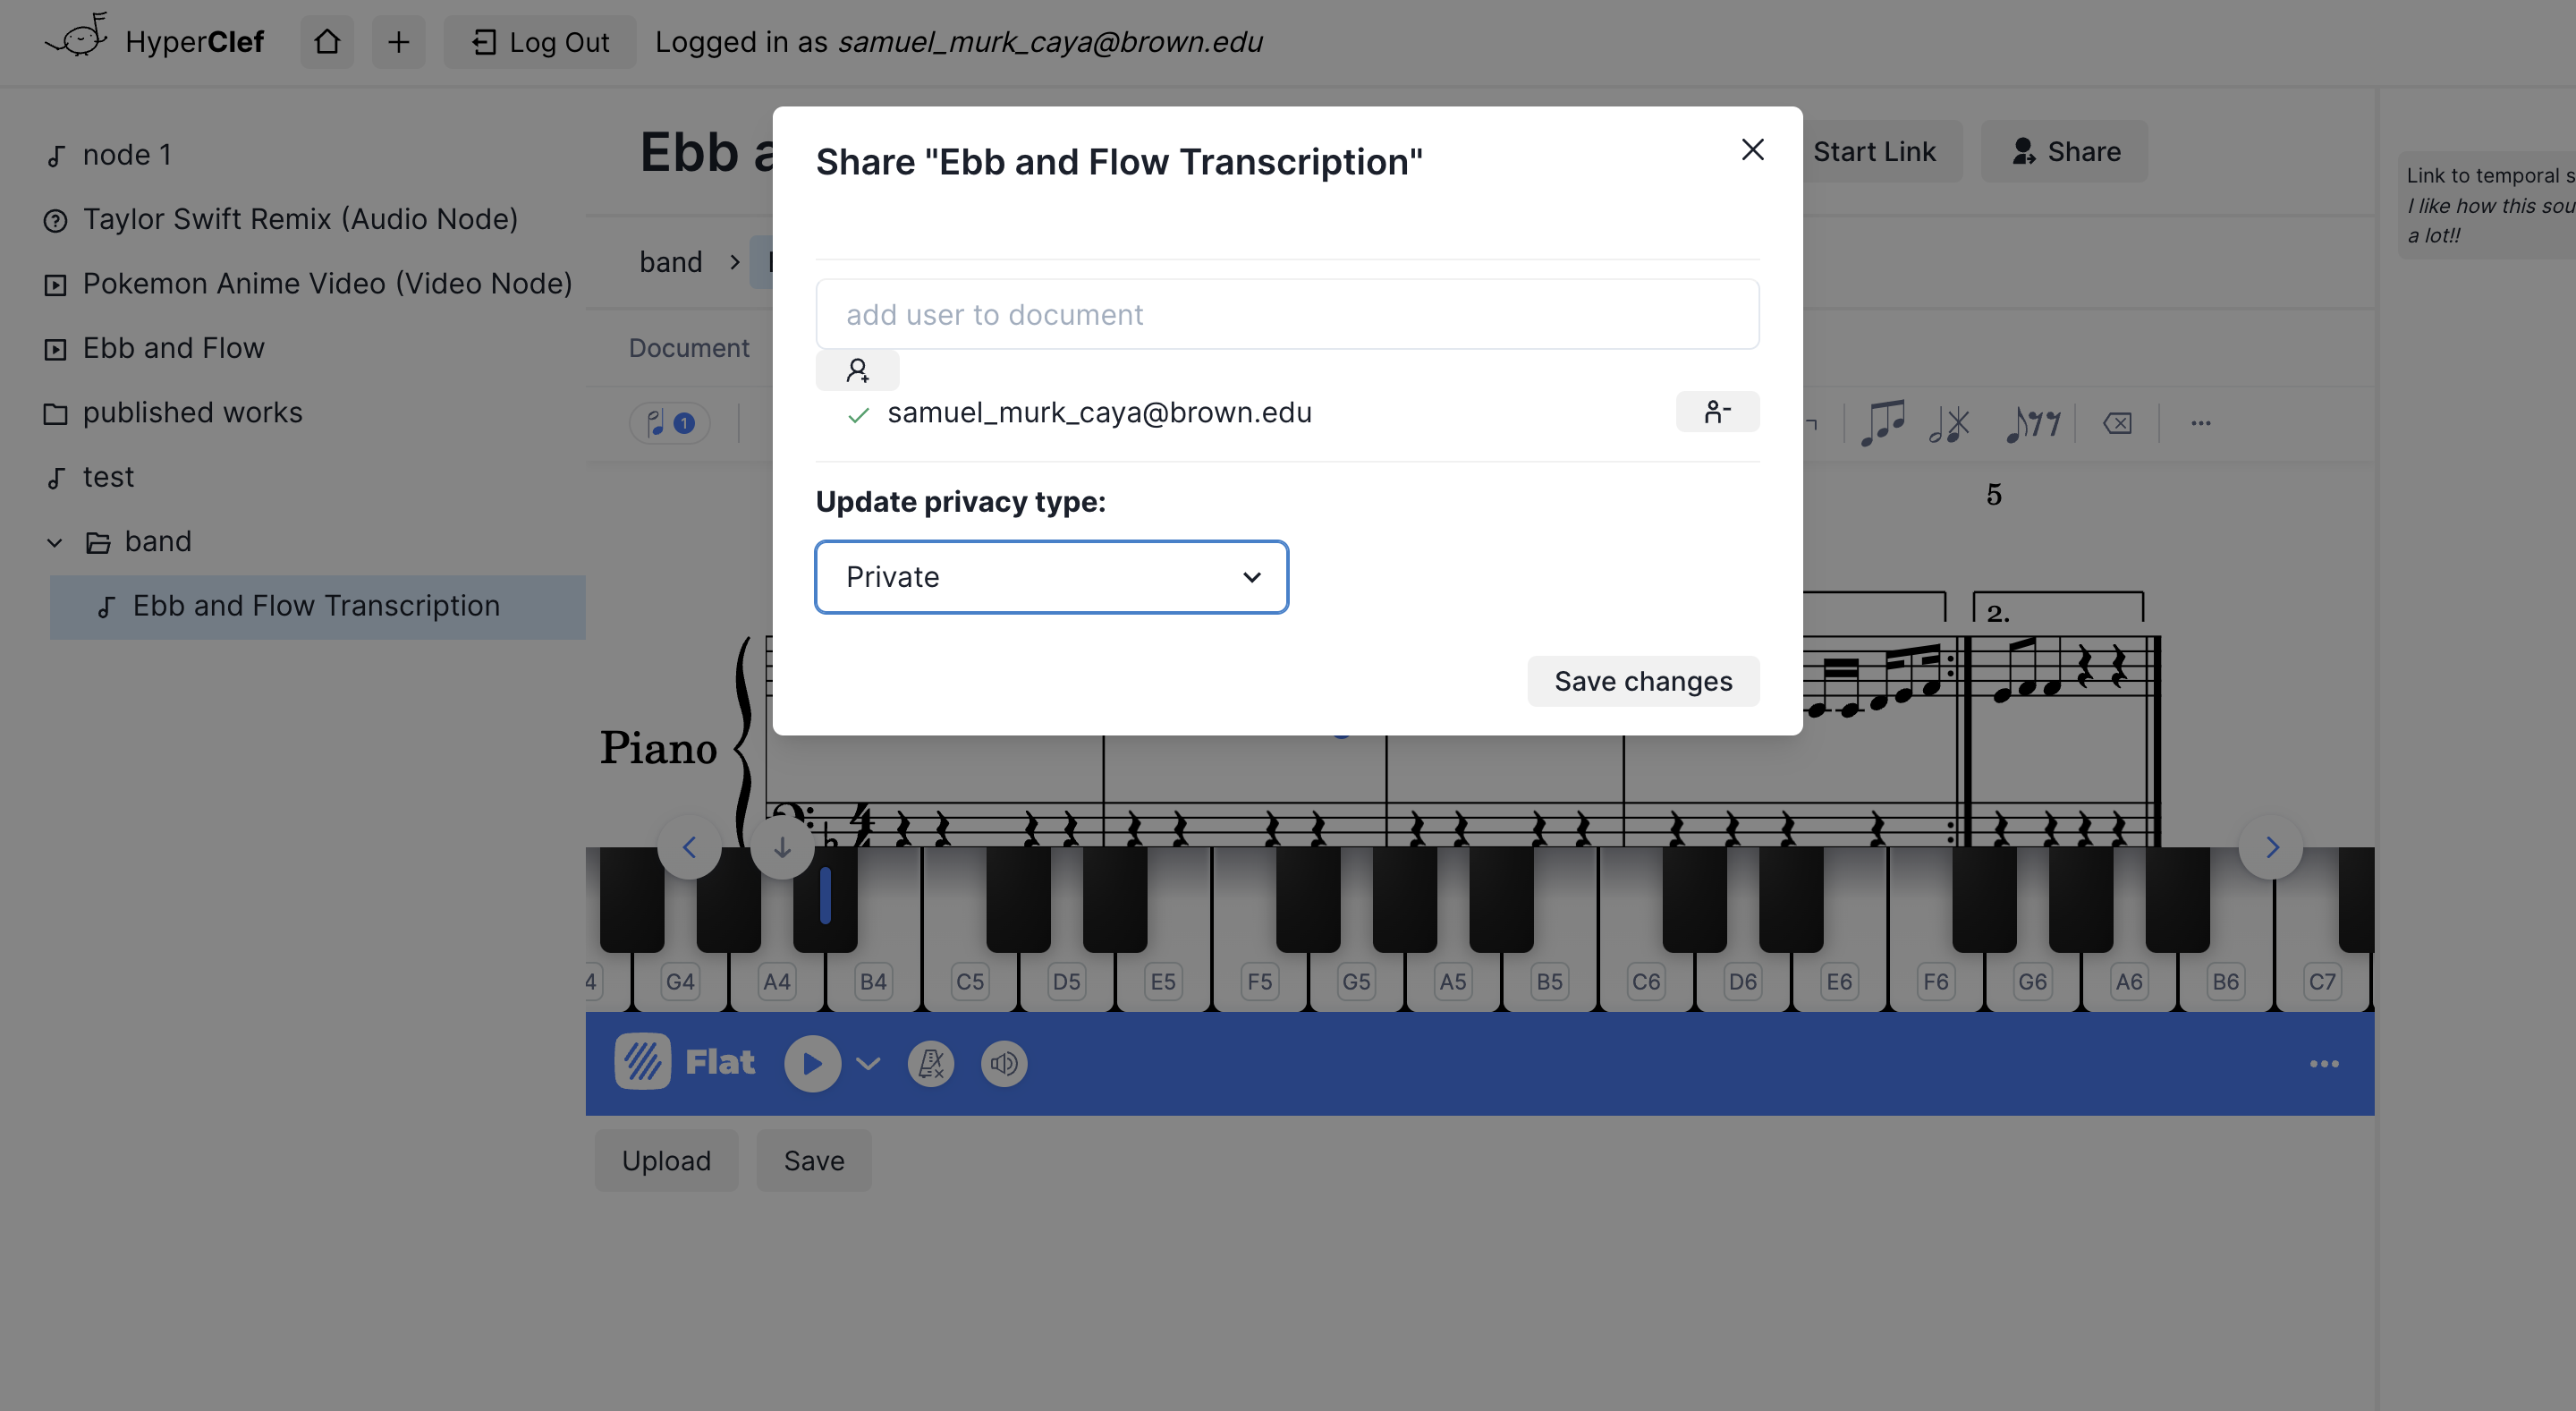 HyperClef
Log Out
Logged in as samuel_murk_caya@brown.edu
node 1
Taylor Swift Remix (Audio Node)
Pokemon Anime Video (Video Node)
Ebb and Flow
published works
test
band
Ebb and Flow Transcription
Ebb a
Start Link
Share
band
Document
1
Share "Ebb and Flow Transcription"
add user to document
samuel_murk_caya@brown.edu
Update privacy type:
Private
Save changes
Link to temporal s
I like how this sou
a lot!!
5
2.
Piano
4
4 G4 A4 B4 C5 D5 E5 F5 G5 A5 B5 C6 D6 E6 F6 G6 A6 B6 C7
Flat
Upload
Save